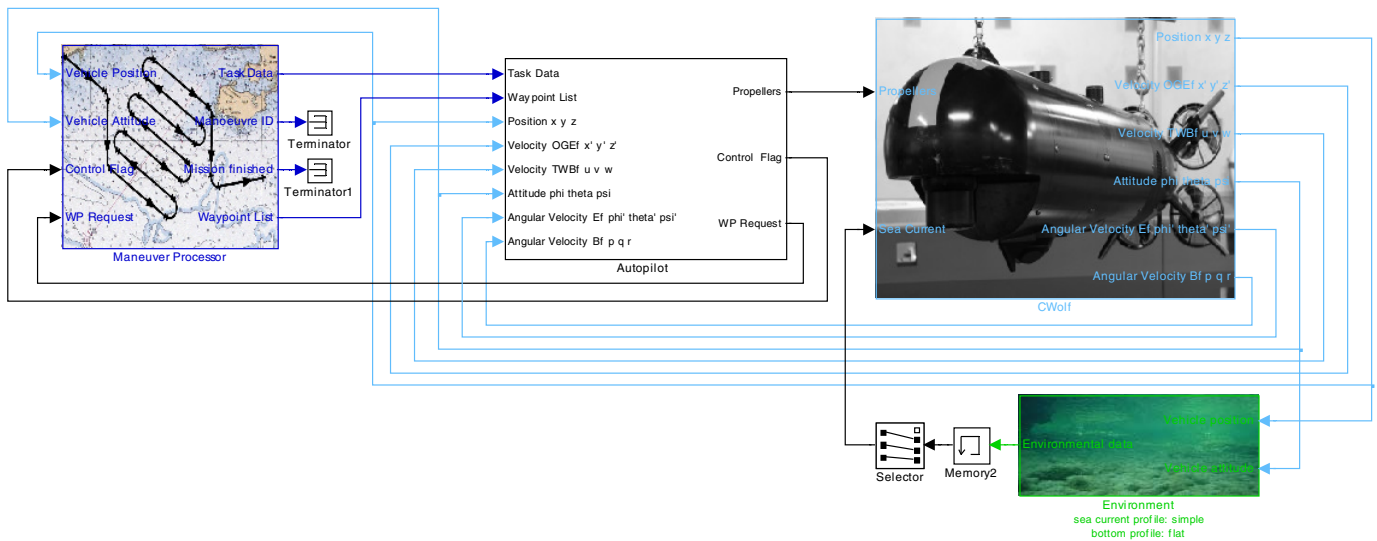 Vehicle Position
Task Data
Vehicle Attitude
Manoeuvre ID
Control Flag
Mission finished
WP Request
Waypoint List
Maneuver Processor
Terminator
Terminator1
Task Data
Waypoint List
Position x y z
Velocity OGEf x' y' z'
Velocity TWBf u v w
Attitude phi theta psi
Angular Velocity Ef phi' theta' psi'
Angular Velocity Bf p q r
Propellers
Control Flag
WP Request
Autopilot
Propellers
Sea Current
Position x y z
Velocity OGEf x' y' z'
Velocity TWBf u v w
Attitude phi theta psi
Angular Velocity Ef phi' theta' psi'
Angular Velocity Bf p q r
CWolf
Selector
Memory2
Environmental data
Environment
sea current profile: simple
bottom profile: flat